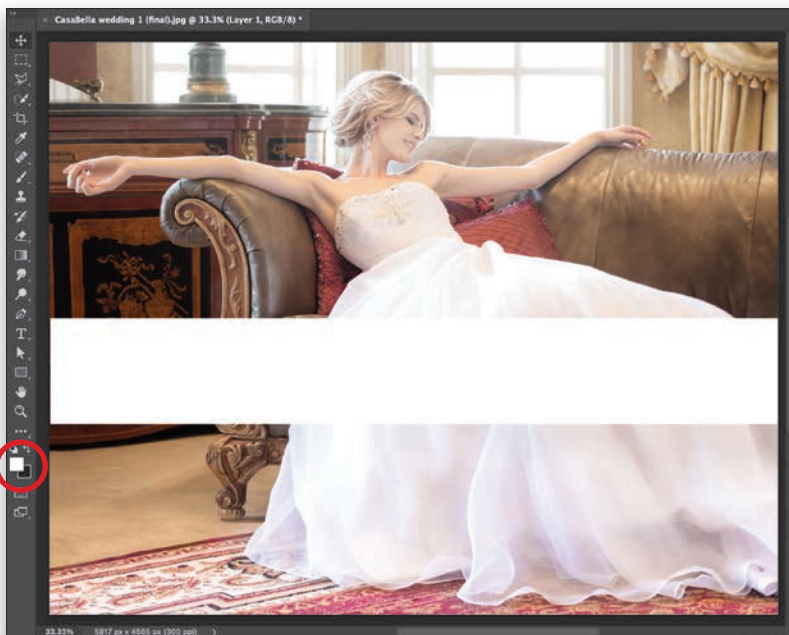 CasaBella wedding 1 (final).jpg @ 33.3% (Layer 1, RGB/8) *
33.33%
5817 px x 4565 px (300 ppi)